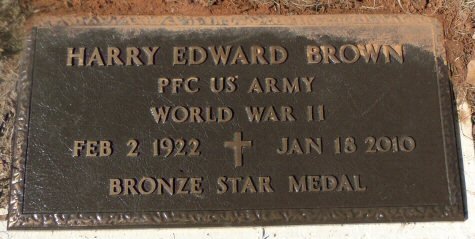 HARRY EDWARD BROWN
PFC US ARMY
WORLD WAR II
FEB 2 1922 JAN 18 2010
BRONZE STAR MEDAL